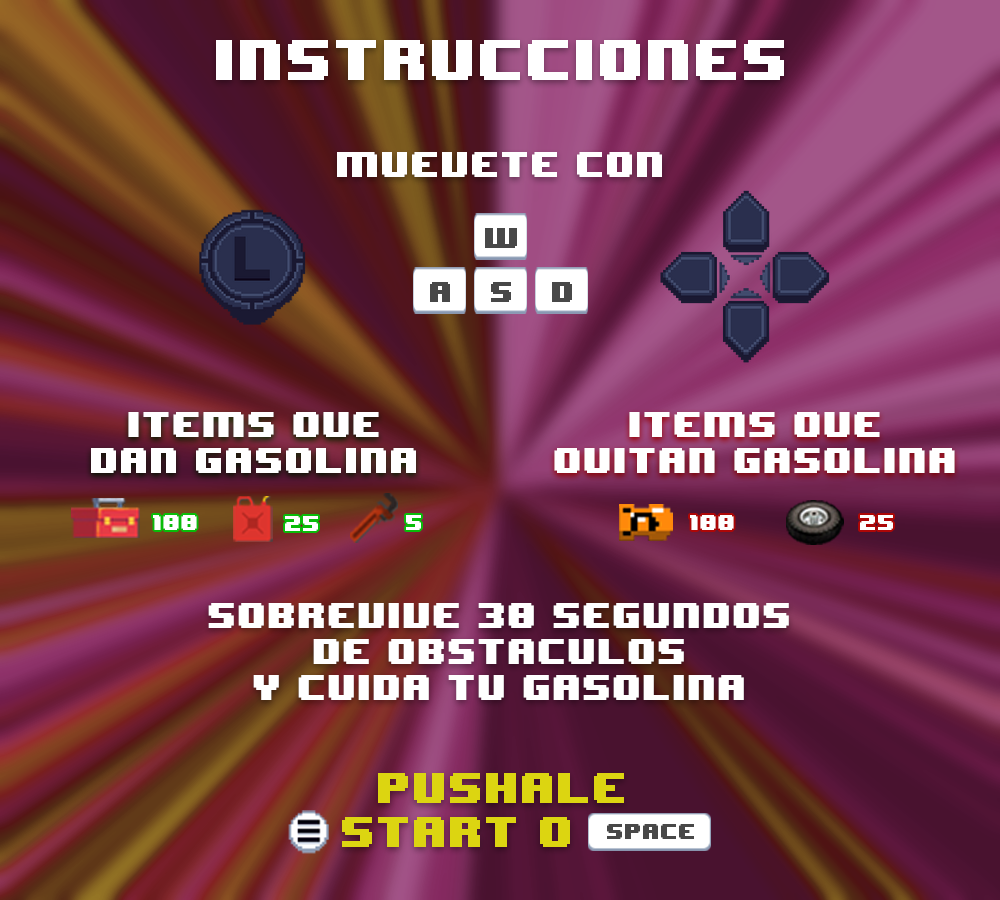 INSTRUCCIONES
MUEVETE CON
L
W
A S D
ITEMS QUE
DAN GASOLINA
ITEMS QUE
QUITAN GASOLINA
100 25 5
100 25
SOBREVIVE 30 SEGUNDOS
DE OBSTACULOS
Y CUIDA TU GASOLINA
PUSHALE
START O SPACE